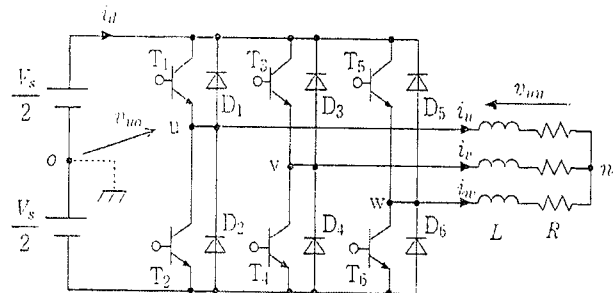 i_d
V_s
2
o
V_s
2
v_uo
T_1
D_1
u
D_2
T_2
T_3
D_3
v
D_4
T_4
T_5
D_5
w
D_6
T_6
v_un
i_u
i_v
i_w
n
L
R